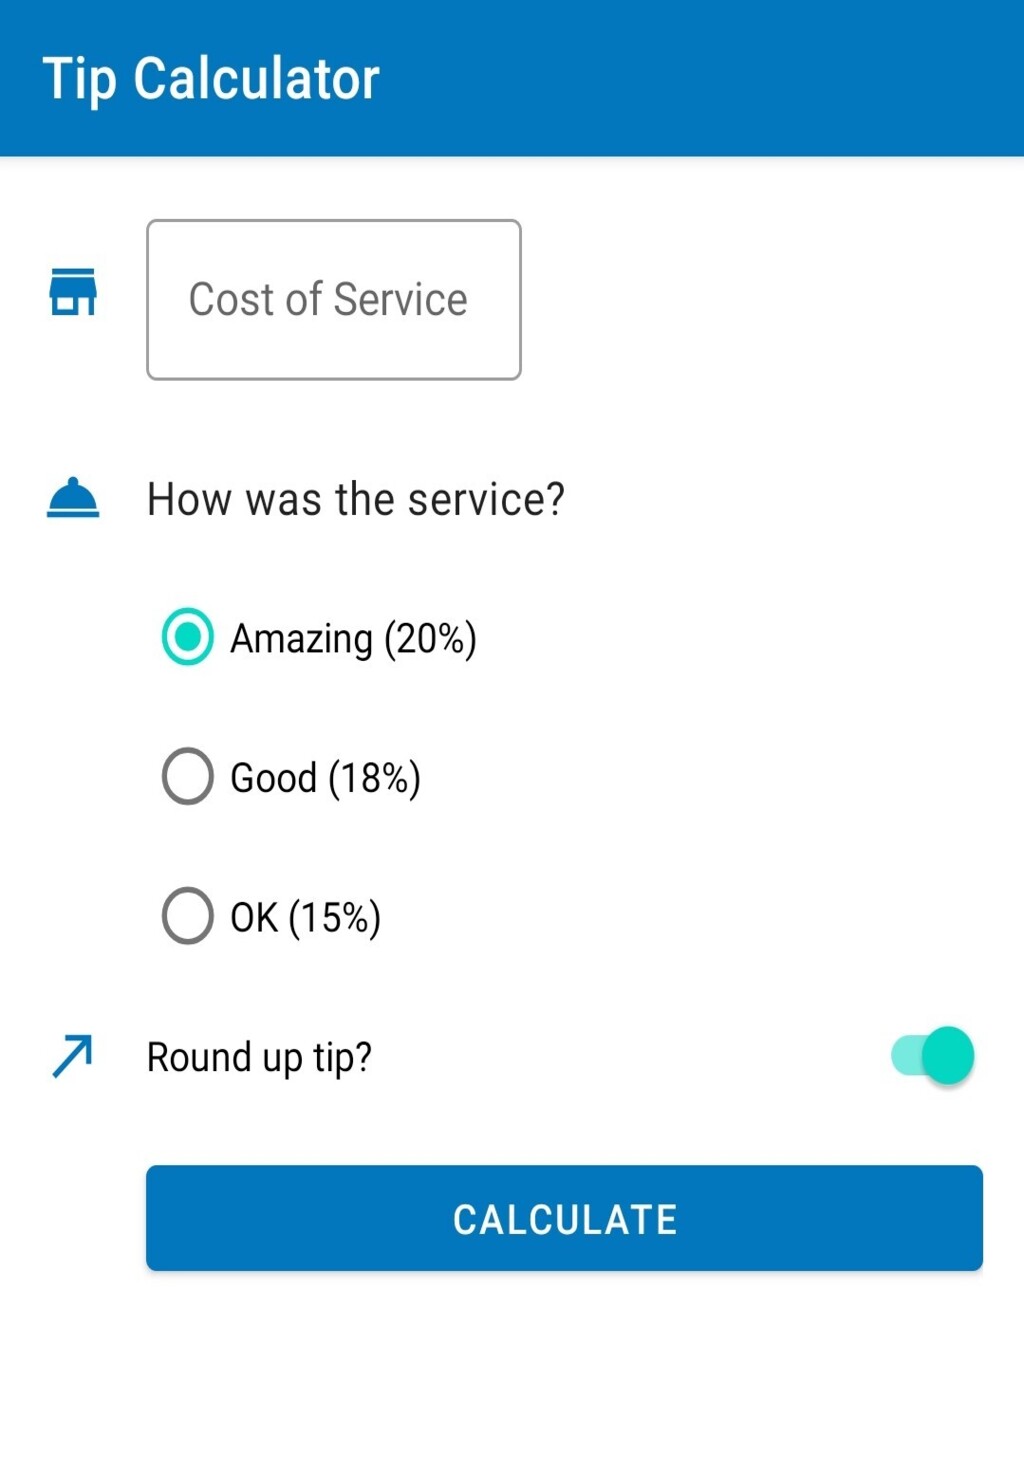 Tip Calculator
Cost of Service
How was the service?
Amazing (20%)
Good (18%)
OK (15%)
Round up tip?
CALCULATE